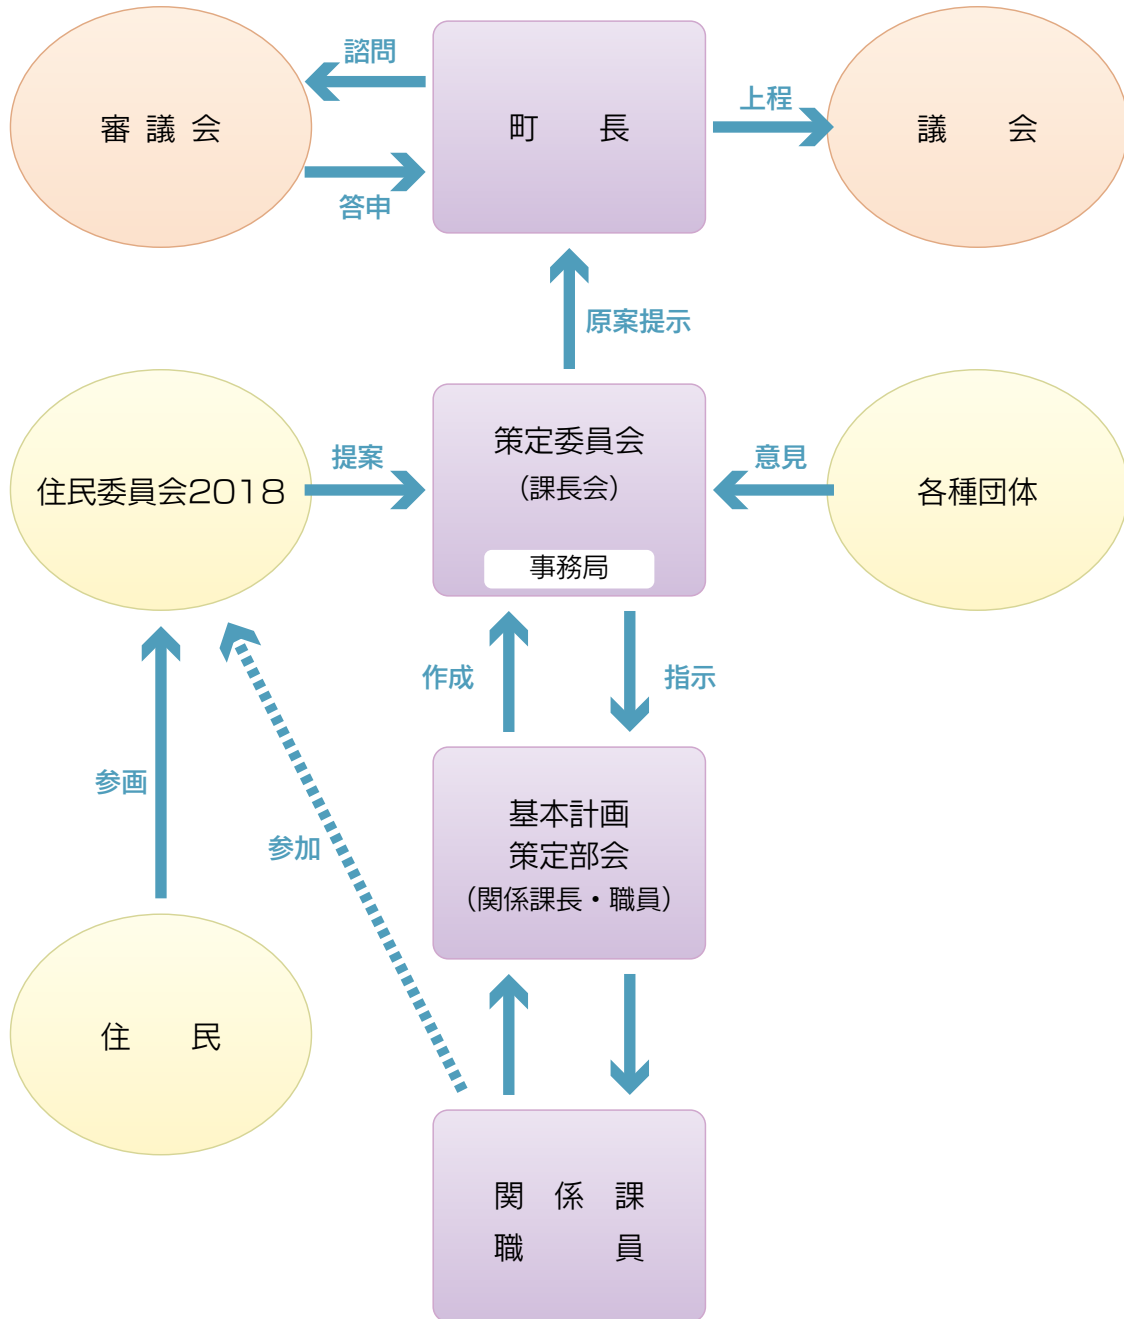 諮問
審議会
町　長
上程
議　会
答申
原案提示
住民委員会2018
提案
策定委員会
（課長会）
事務局
意見
各種団体
作成
指示
参画
参加
基本計画
策定部会
（関係課長・職員）
住　民
関　係　課
職　　　員